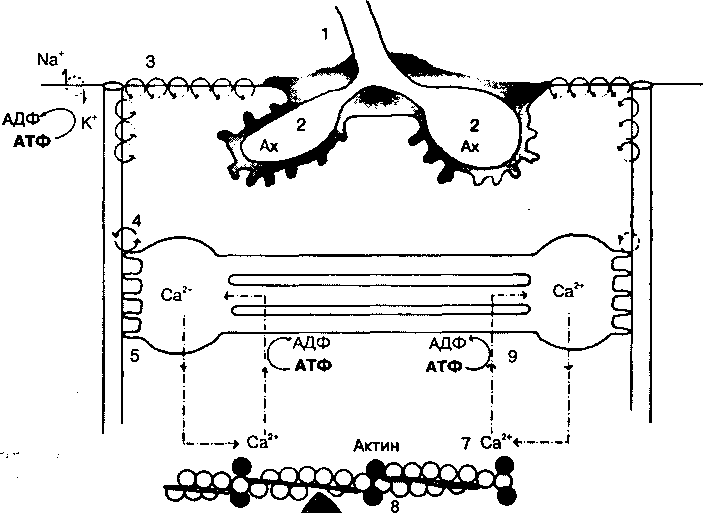 1
Na⁺
3
K⁺
АДФ
АТФ
2
Ax
2
Ax
4
Ca²⁻
Ca²⁺
5
АДФ
АТФ
АДФ
АТФ
9
Ca²⁺
Актин
7 Ca²⁺
8